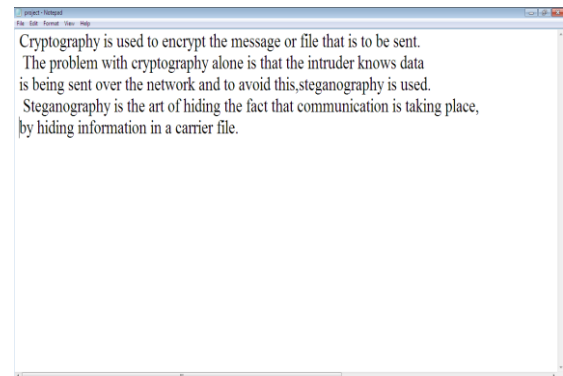 project - Notepad
File Edit Format View Help
Cryptography is used to encrypt the message or file that is to be sent.
The problem with cryptography alone is that the intruder knows data
is being sent over the network and to avoid this,steganography is used.
Steganography is the art of hiding the fact that communication is taking place,
by hiding information in a carrier file.